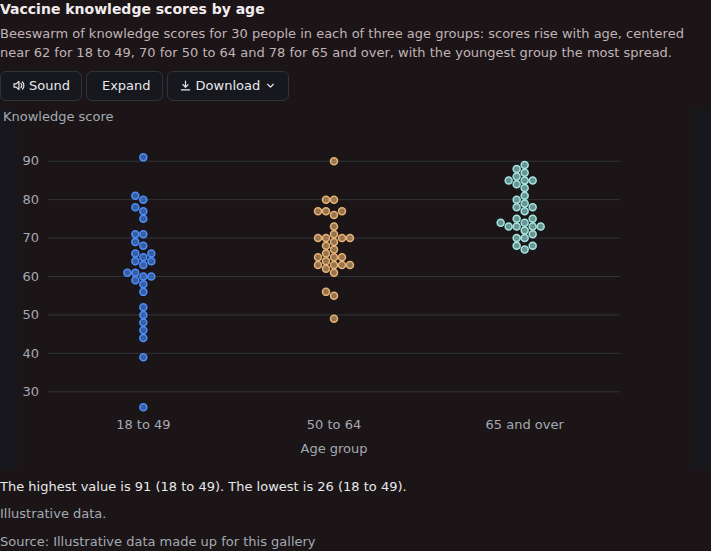 Vaccine knowledge scores by age
Beeswarm of knowledge scores for 30 people in each of three age groups: scores rise with age, centered
near 62 for 18 to 49, 70 for 50 to 64 and 78 for 65 and over, with the youngest group the most spread.
Sound Expand Download
Knowledge score
90
80
70
60
50
40
30
18 to 49 50 to 64 65 and over
Age group
The highest value is 91 (18 to 49). The lowest is 26 (18 to 49).
Illustrative data.
Source: Illustrative data made up for this gallery